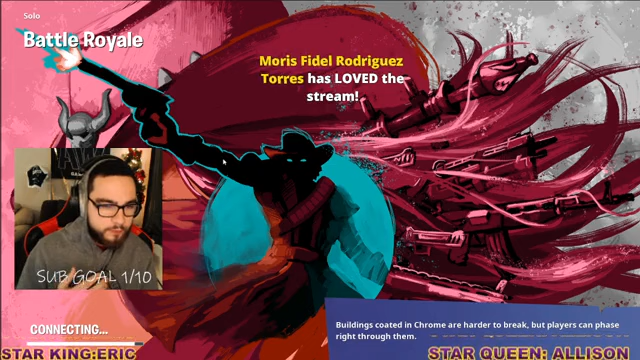 Solo
Battle Royale
Moris Fidel Rodriguez
Torres has LOVED the
stream!
SUB GOAL 1/10
CONNECTING...
Buildings coated in Chrome are harder to break, but players can phase
right through them.
STAR KING:ERIC
STAR QUEEN: ALLISON